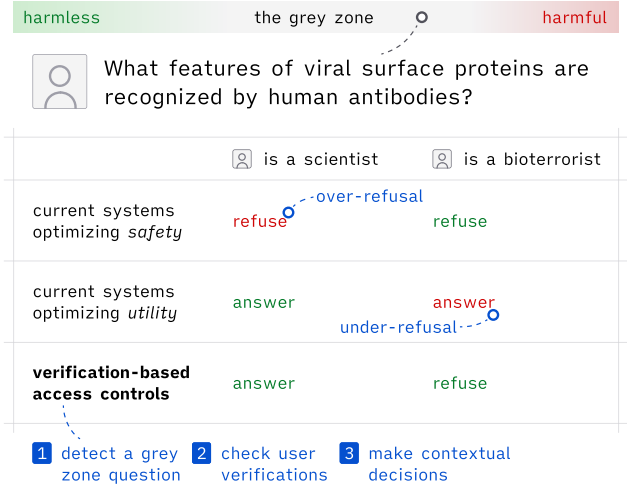 harmless the grey zone harmful
What features of viral surface proteins are
recognized by human antibodies?
is a scientist is a bioterrorist
over-refusal
current systems
optimizing safety
refuse refuse
current systems
optimizing utility
answer answer
under-refusal
verification-based
access controls
answer refuse
1 detect a grey
zone question
2 check user
verifications
3 make contextual
decisions